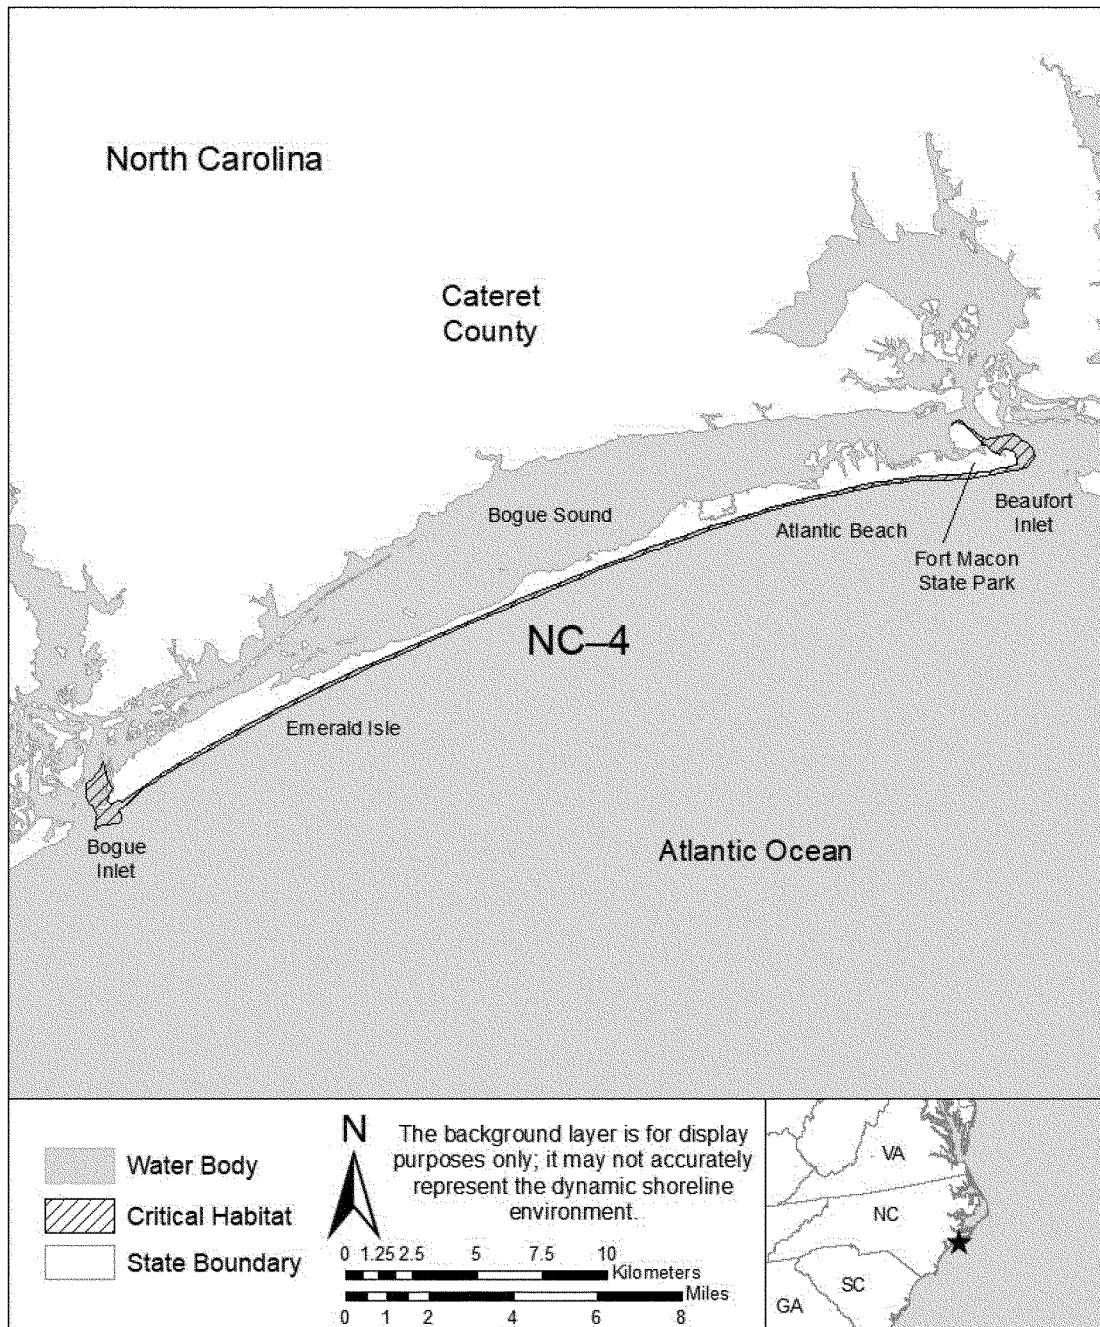 North Carolina
Cateret
County
Bogue Sound
Atlantic Beach
Beaufort
Inlet
Fort Macon
State Park
NC–4
Emerald Isle
Bogue
Inlet
Atlantic Ocean
Water Body
Critical Habitat
State Boundary
N
The background layer is for display
purposes only; it may not accurately
represent the dynamic shoreline
environment.
0 1.25 2.5 5 7.5 10
Kilometers
Miles
0 1 2 4 6 8
VA
NC
SC
GA